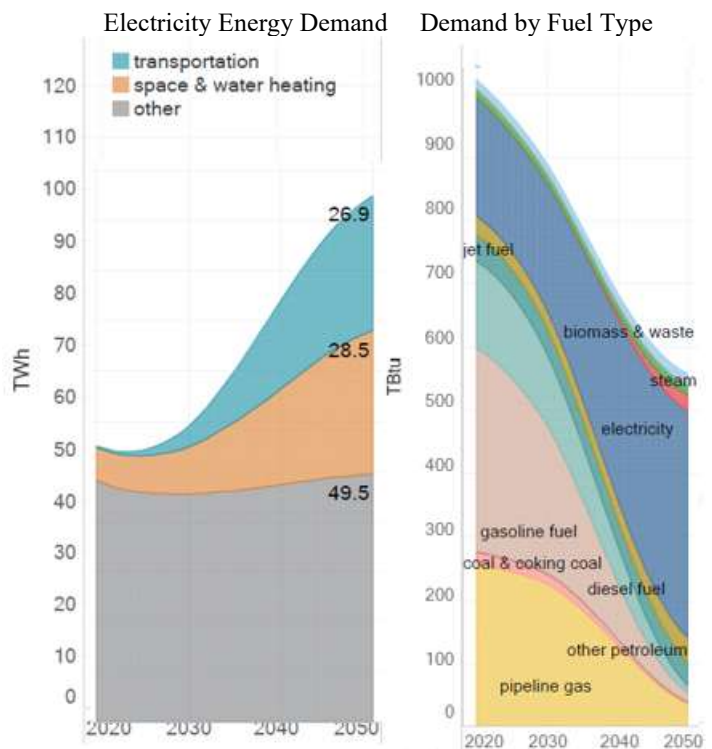 Electricity Energy Demand
transportation
space & water heating
other
120
110
100
90
80
70
60
50
40
30
20
10
0
TWh
26.9
28.5
49.5
2020 2030 2040 2050
Demand by Fuel Type
1000
900
800
700
600
500
400
300
200
100
0
TBtu
jet fuel
biomass & waste
steam
electricity
gasoline fuel
coal & coking coal
diesel fuel
other petroleum
pipeline gas
2020 2030 2040 2050